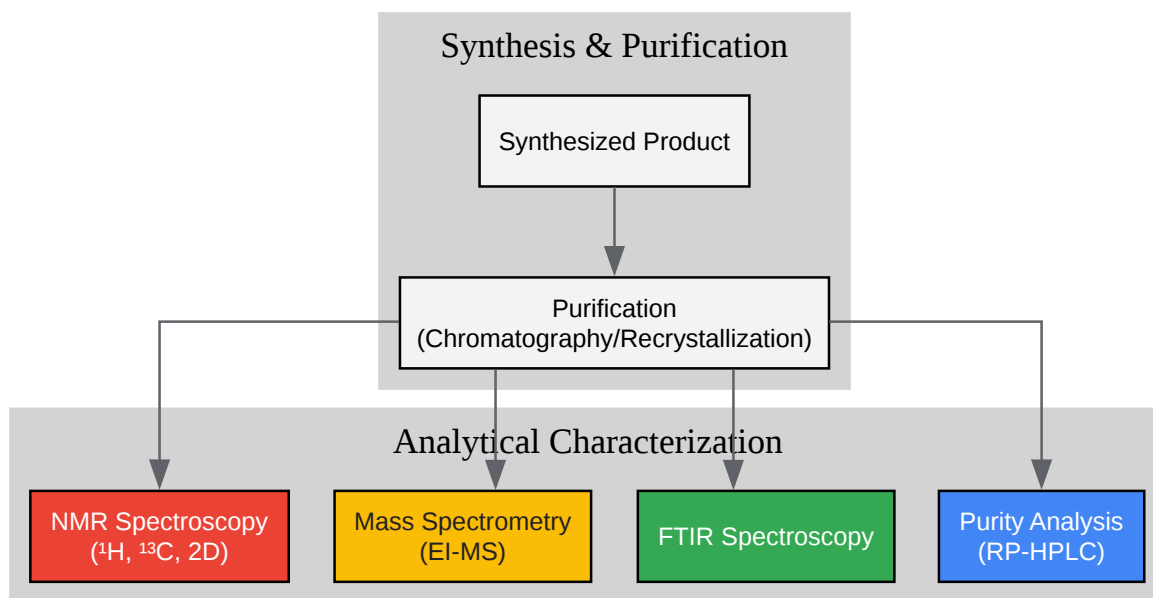 Synthesis & Purification
Synthesized Product
Purification
(Chromatography/Recrystallization)
Analytical Characterization
NMR Spectroscopy
(¹H, ¹³C, 2D)
Mass Spectrometry
(EI-MS)
FTIR Spectroscopy
Purity Analysis
(RP-HPLC)